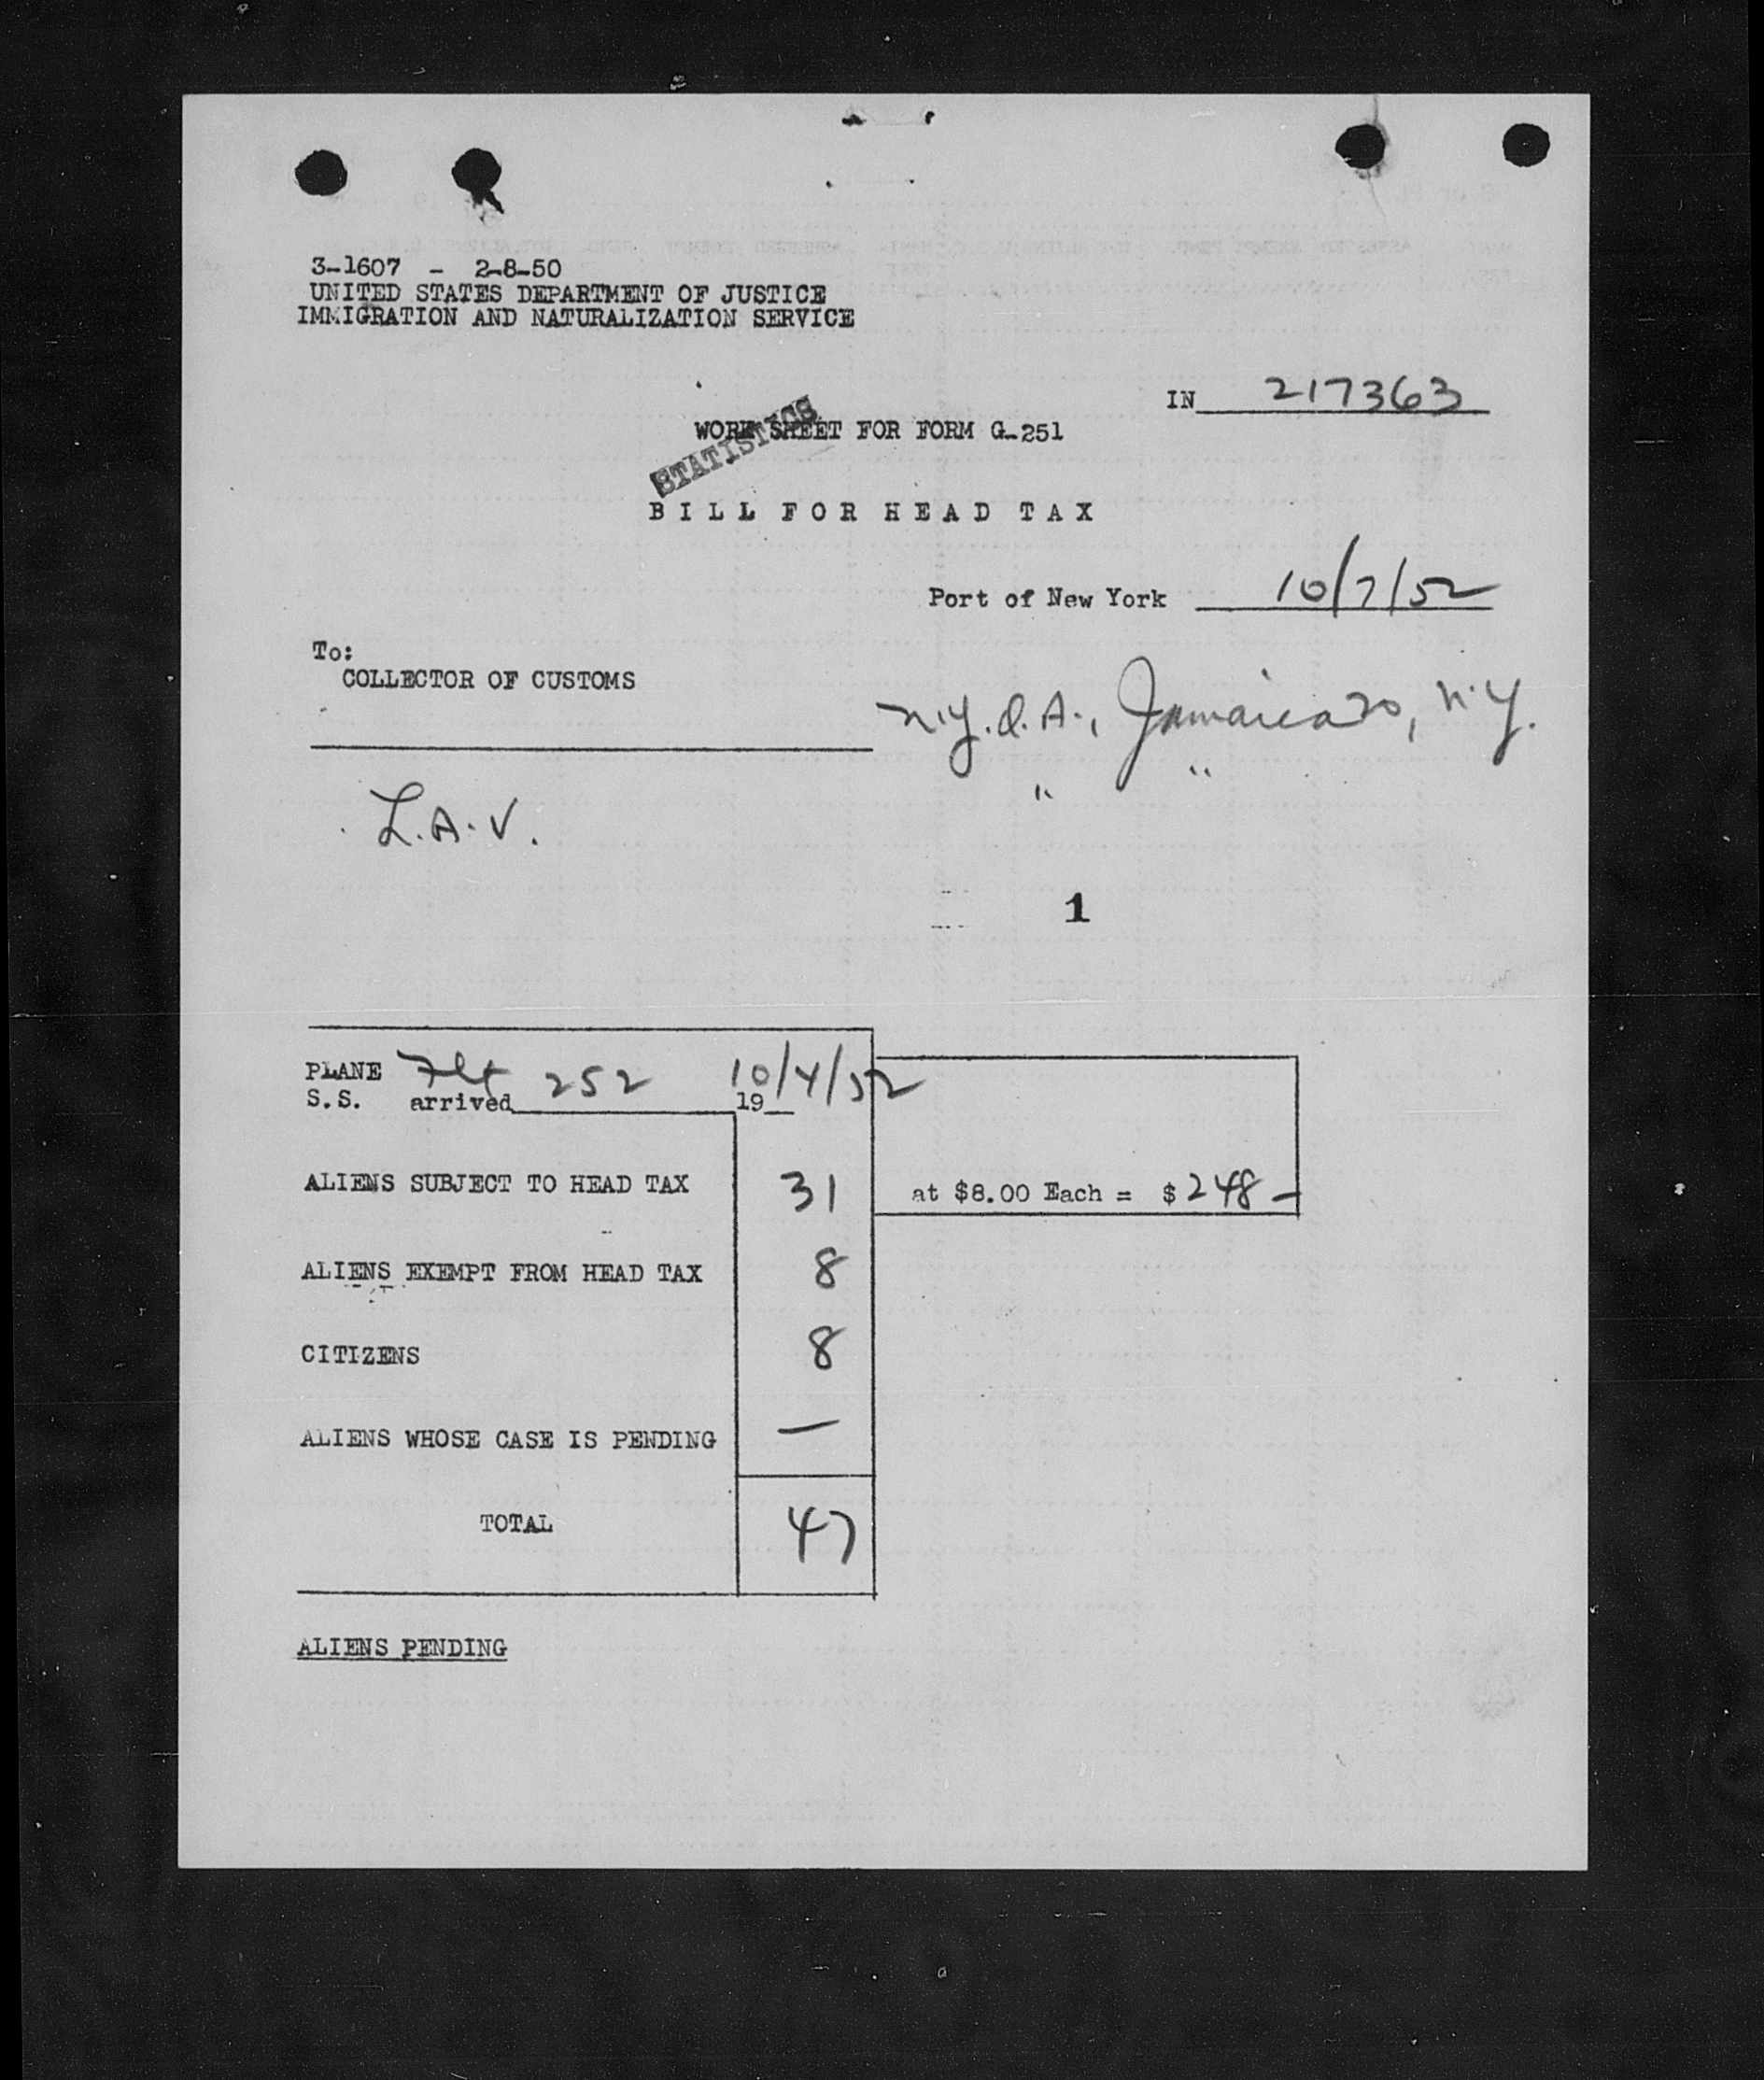 3-1607 - 2-8-50
UNITED STATES DEPARTMENT OF JUSTICE
IMMIGRATION AND NATURALIZATION SERVICE
IN 217363
WORK SHEET FOR FORM G-251
STATISTICS
BILL FOR HEAD TAX
Port of New York 10/7/52
To:
COLLECTOR OF CUSTOMS
N.Y.I.A., Jamaica 30, N.Y.
" "
L.A.V.
1
PLANE Flt 252 10/4/52
S.S. arrived 19
ALIENS SUBJECT TO HEAD TAX 31 at $8.00 Each = $ 248 -
ALIENS EXEMPT FROM HEAD TAX 8
CITIZENS 8
ALIENS WHOSE CASE IS PENDING —
TOTAL 47
ALIENS PENDING